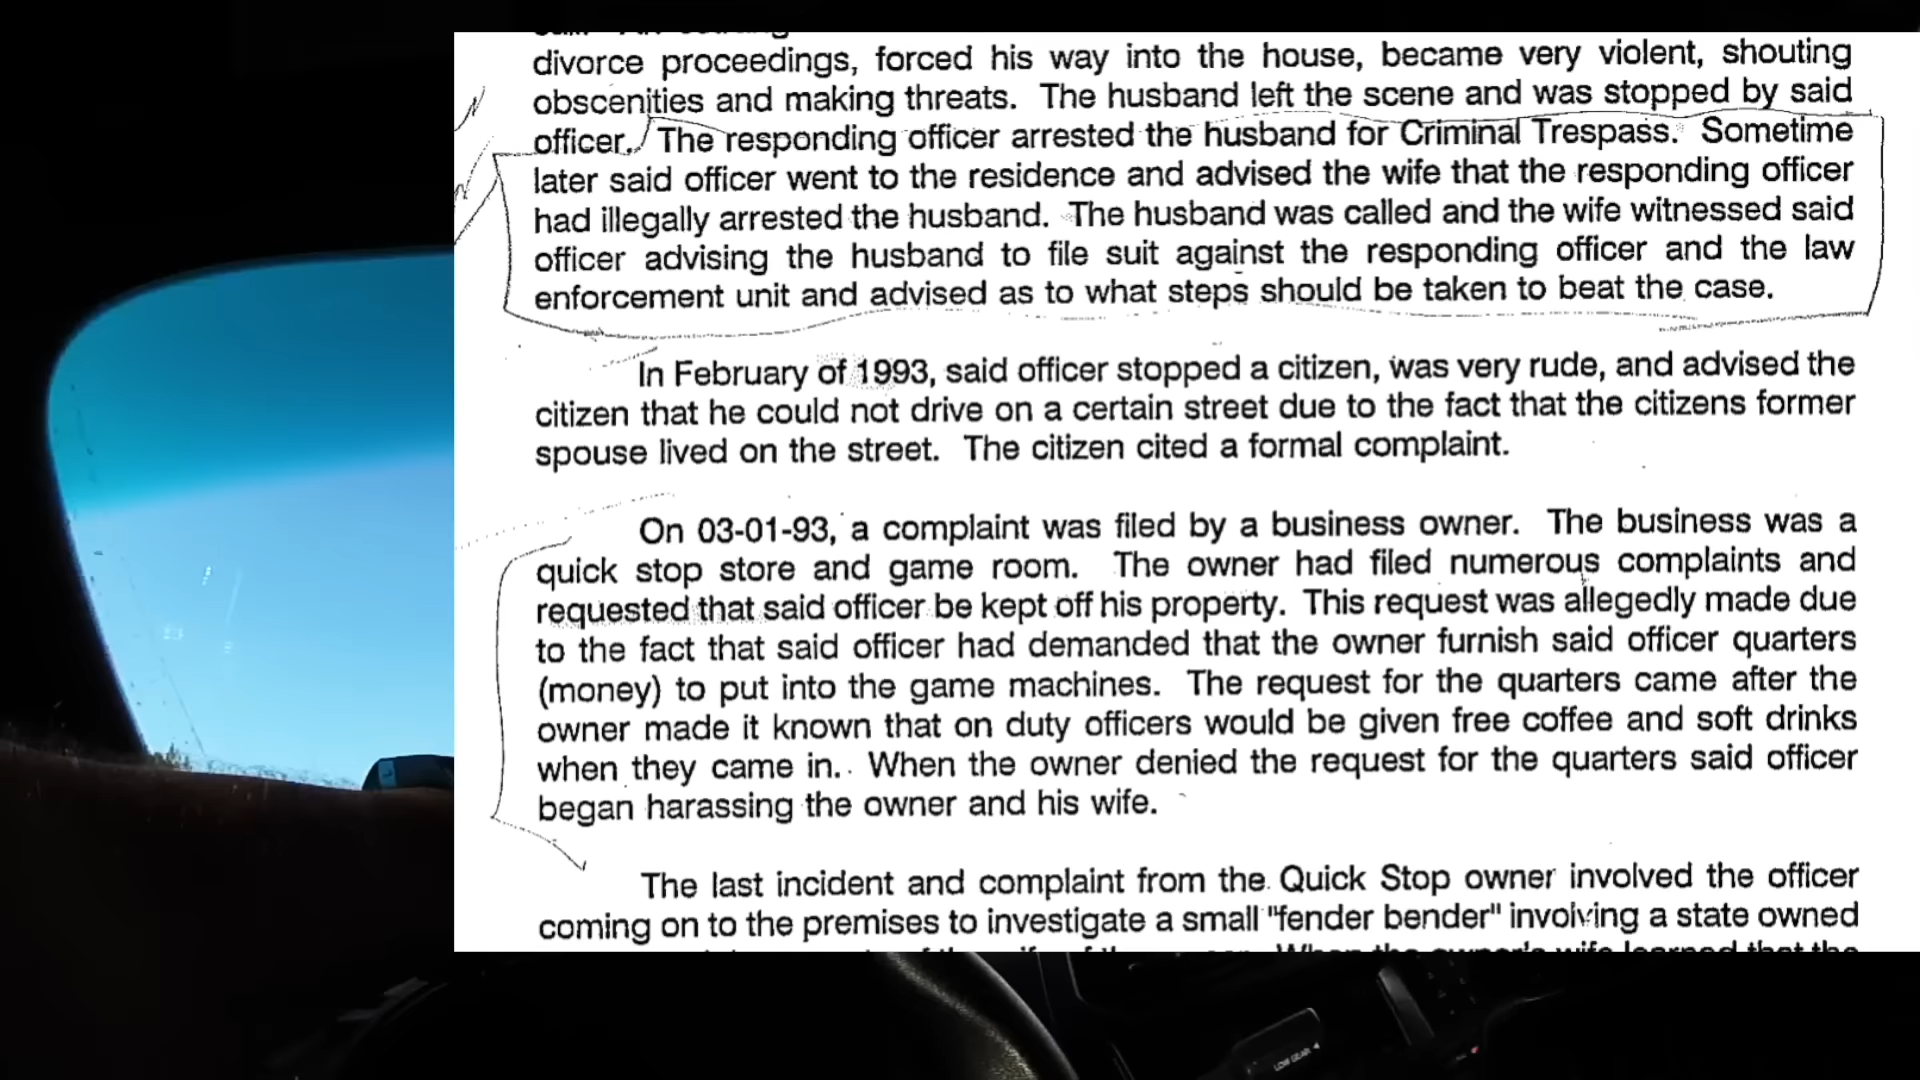 divorce proceedings, forced his way into the house, became very violent, shouting
obscenities and making threats. The husband left the scene and was stopped by said
officer. The responding officer arrested the husband for Criminal Trespass. Sometime
later said officer went to the residence and advised the wife that the responding officer
had illegally arrested the husband. The husband was called and the wife witnessed said
officer advising the husband to file suit against the responding officer and the law
enforcement unit and advised as to what steps should be taken to beat the case.
In February of 1993, said officer stopped a citizen, was very rude, and advised the
citizen that he could not drive on a certain street due to the fact that the citizens former
spouse lived on the street. The citizen cited a formal complaint.
On 03-01-93, a complaint was filed by a business owner. The business was a
quick stop store and game room. The owner had filed numerous complaints and
requested that said officer be kept off his property. This request was allegedly made due
to the fact that said officer had demanded that the owner furnish said officer quarters
(money) to put into the game machines. The request for the quarters came after the
owner made it known that on duty officers would be given free coffee and soft drinks
when they came in. When the owner denied the request for the quarters said officer
began harassing the owner and his wife.
The last incident and complaint from the Quick Stop owner involved the officer
coming on to the premises to investigate a small "fender bender" involving a state owned
When the owner's wife learned that the
LOW GEAR